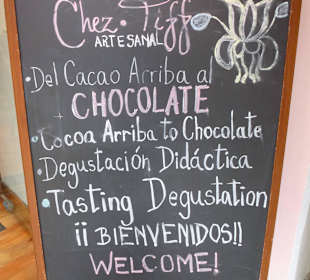 Chez Tiff
ARTESANAL
• Del Cacao Arriba al
CHOCOLATE
• Cocoa Arriba to Chocolate
• Degustación Didáctica
• Tasting Degustation
¡¡ BIENVENIDOS!!
WELCOME!